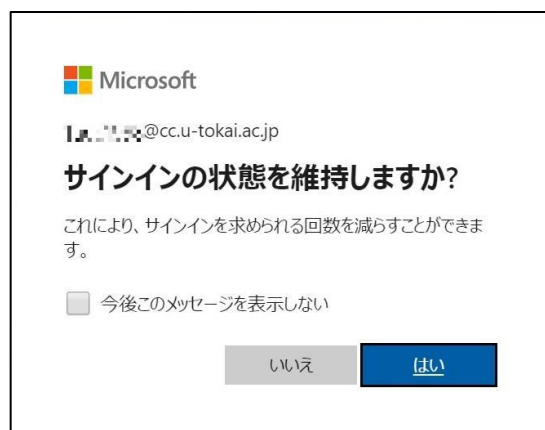 Microsoft
@cc.u-tokai.ac.jp
サインインの状態を維持しますか?
これにより、サインインを求められる回数を減らすことができま
す。
今後このメッセージを表示しない
いいえ
はい